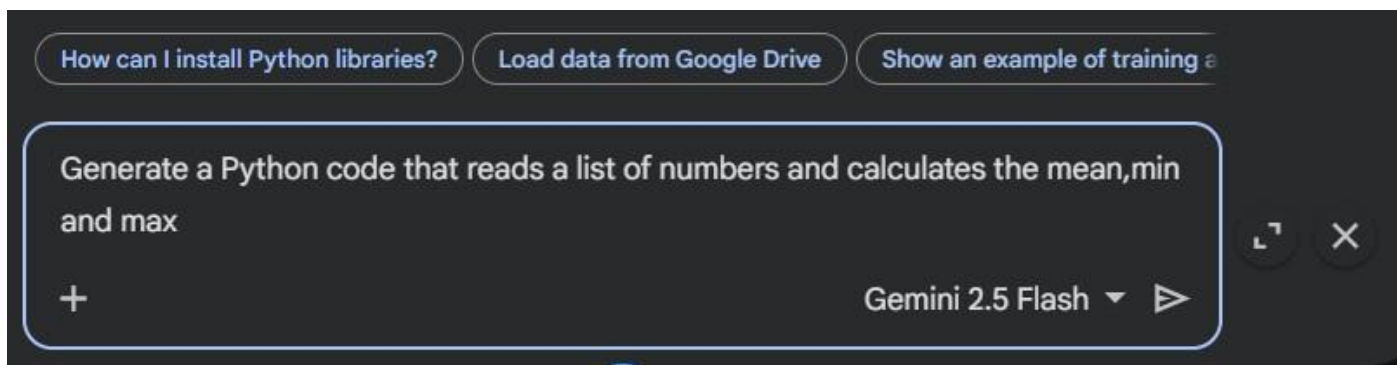 How can I install Python libraries?
Load data from Google Drive
Show an example of training a
Generate a Python code that reads a list of numbers and calculates the mean,min
and max
Gemini 2.5 Flash